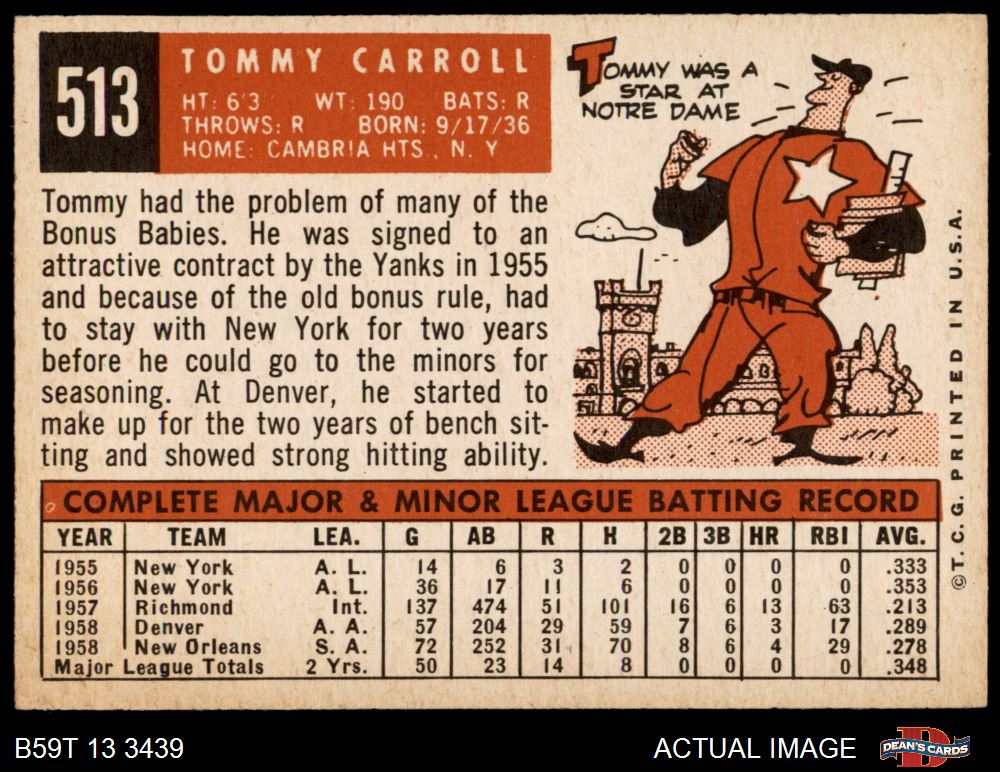 513
TOMMY CARROLL
HT: 6'3 WT: 190 BATS: R
THROWS: R BORN: 9/17/36
HOME: CAMBRIA HTS., N. Y
TOMMY WAS A
STAR AT
NOTRE DAME
Tommy had the problem of many of the
Bonus Babies. He was signed to an
attractive contract by the Yanks in 1955
and because of the old bonus rule, had
to stay with New York for two years
before he could go to the minors for
seasoning. At Denver, he started to
make up for the two years of bench sit-
ting and showed strong hitting ability.
COMPLETE MAJOR & MINOR LEAGUE BATTING RECORD
YEAR TEAM LEA. G AB R H 2B 3B HR RBI AVG.
1955 New York A. L. 14 6 3 2 0 0 0 0 .333
1956 New York A. L. 36 17 11 6 0 0 0 0 .353
1957 Richmond Int. 137 474 51 101 16 6 13 63 .213
1958 Denver A. A. 57 204 29 59 7 6 3 17 .289
1958 New Orleans S. A. 72 252 31 70 8 6 4 29 .278
Major League Totals 2 Yrs. 50 23 14 8 0 0 0 0 .348
©T. C. G. PRINTED IN U.S.A.
B59T 13 3439
ACTUAL IMAGE
D
DEAN'S CARDS